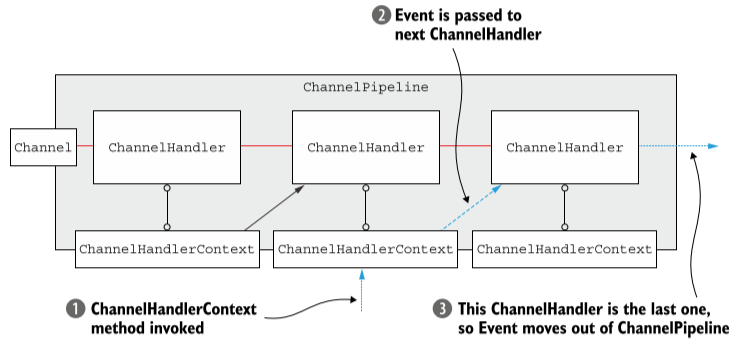 2 Event is passed to
next ChannelHandler
ChannelPipeline
Channel
ChannelHandler
ChannelHandler
ChannelHandler
ChannelHandlerContext
ChannelHandlerContext
ChannelHandlerContext
1 ChannelHandlerContext
method invoked
3 This ChannelHandler is the last one,
so Event moves out of ChannelPipeline